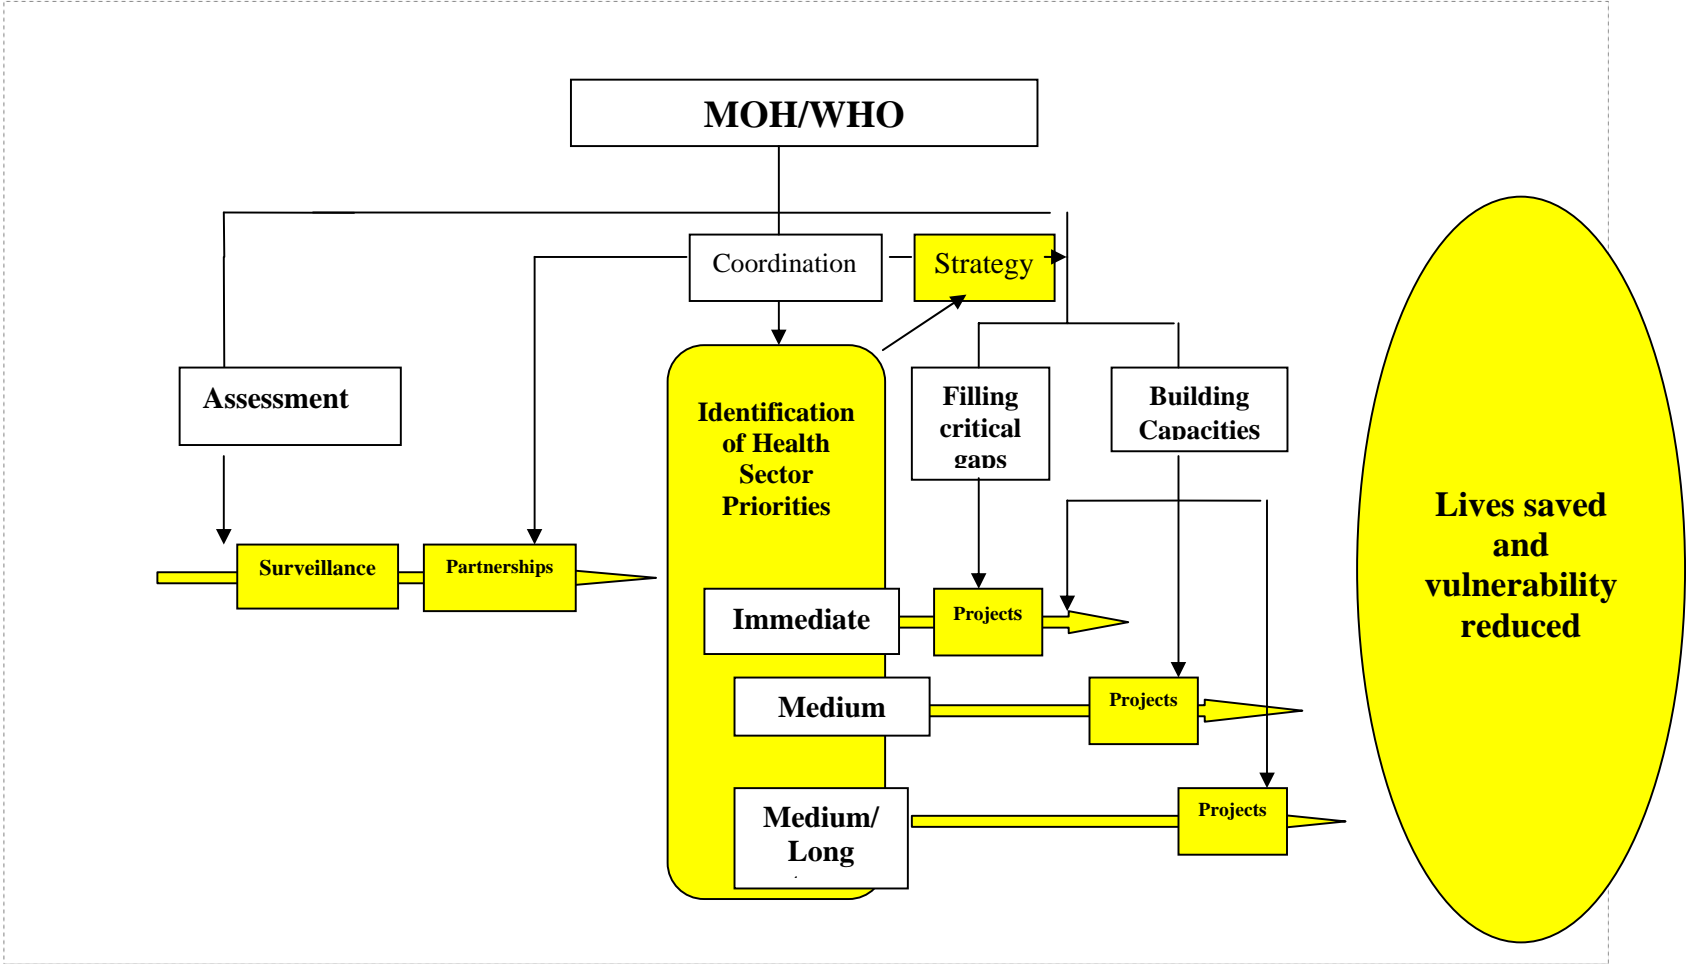 MOH/WHO
Coordination
Strategy
Assessment
Identification
of Health
Sector
Priorities
Filling
critical
gaps
Building
Capacities
Surveillance
Partnerships
Immediate
Projects
Medium
Projects
Medium/
Long
Projects
Lives saved
and
vulnerability
reduced